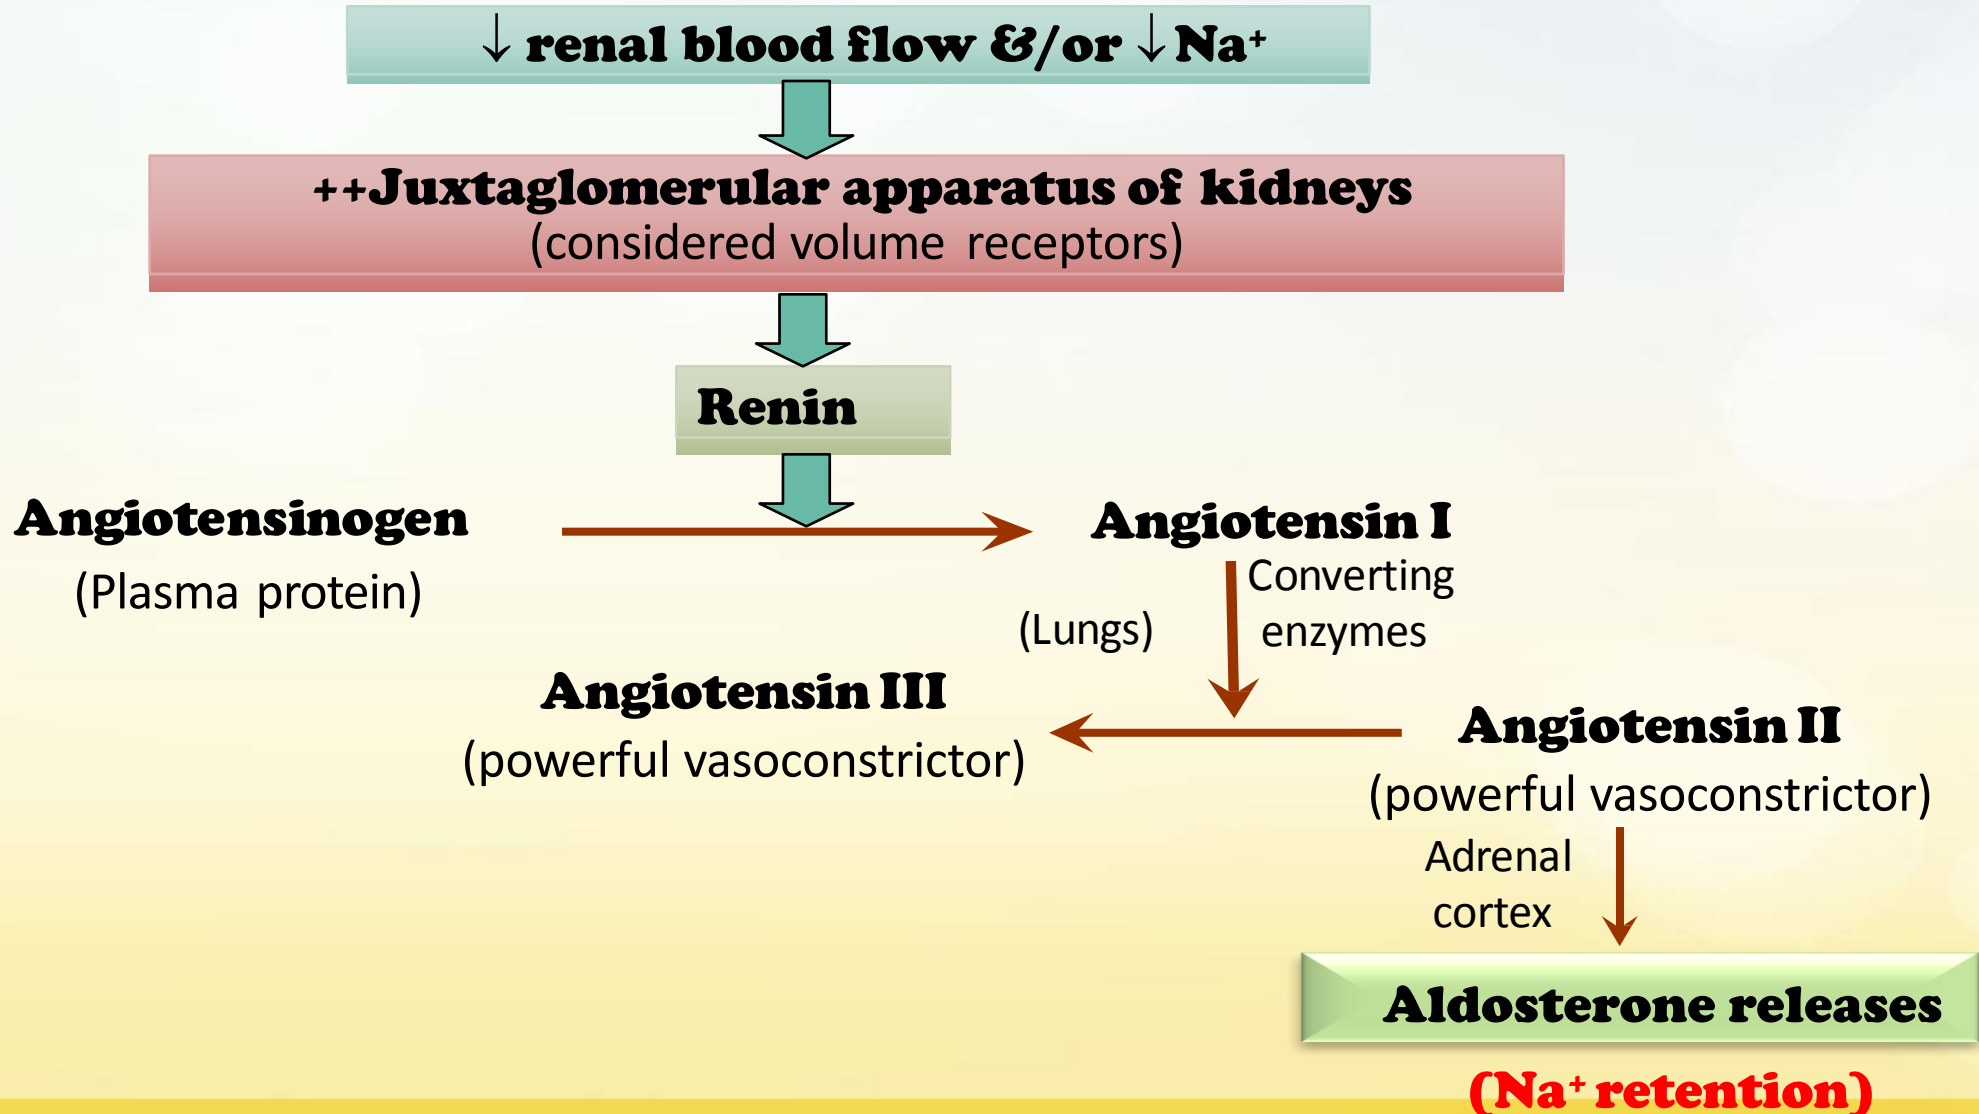 ↓ renal blood flow &/or ↓ Na⁺
++Juxtaglomerular apparatus of kidneys
(considered volume receptors)
Renin
Angiotensinogen
(Plasma protein)
Angiotensin I
Converting
enzymes
(Lungs)
Angiotensin III
(powerful vasoconstrictor)
Angiotensin II
(powerful vasoconstrictor)
Adrenal
cortex
Aldosterone releases
(Na⁺ retention)